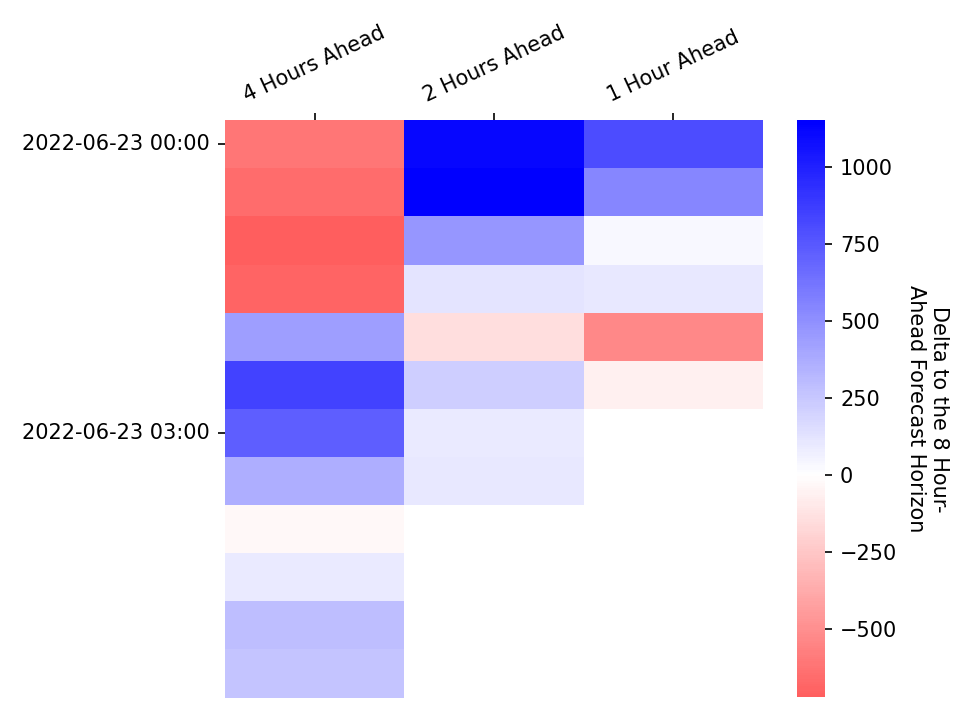 4 Hours Ahead
2 Hours Ahead
1 Hour Ahead
2022-06-23 00:00
2022-06-23 03:00
1000
750
500
250
0
−250
−500
Delta to the 8 Hour-
Ahead Forecast Horizon